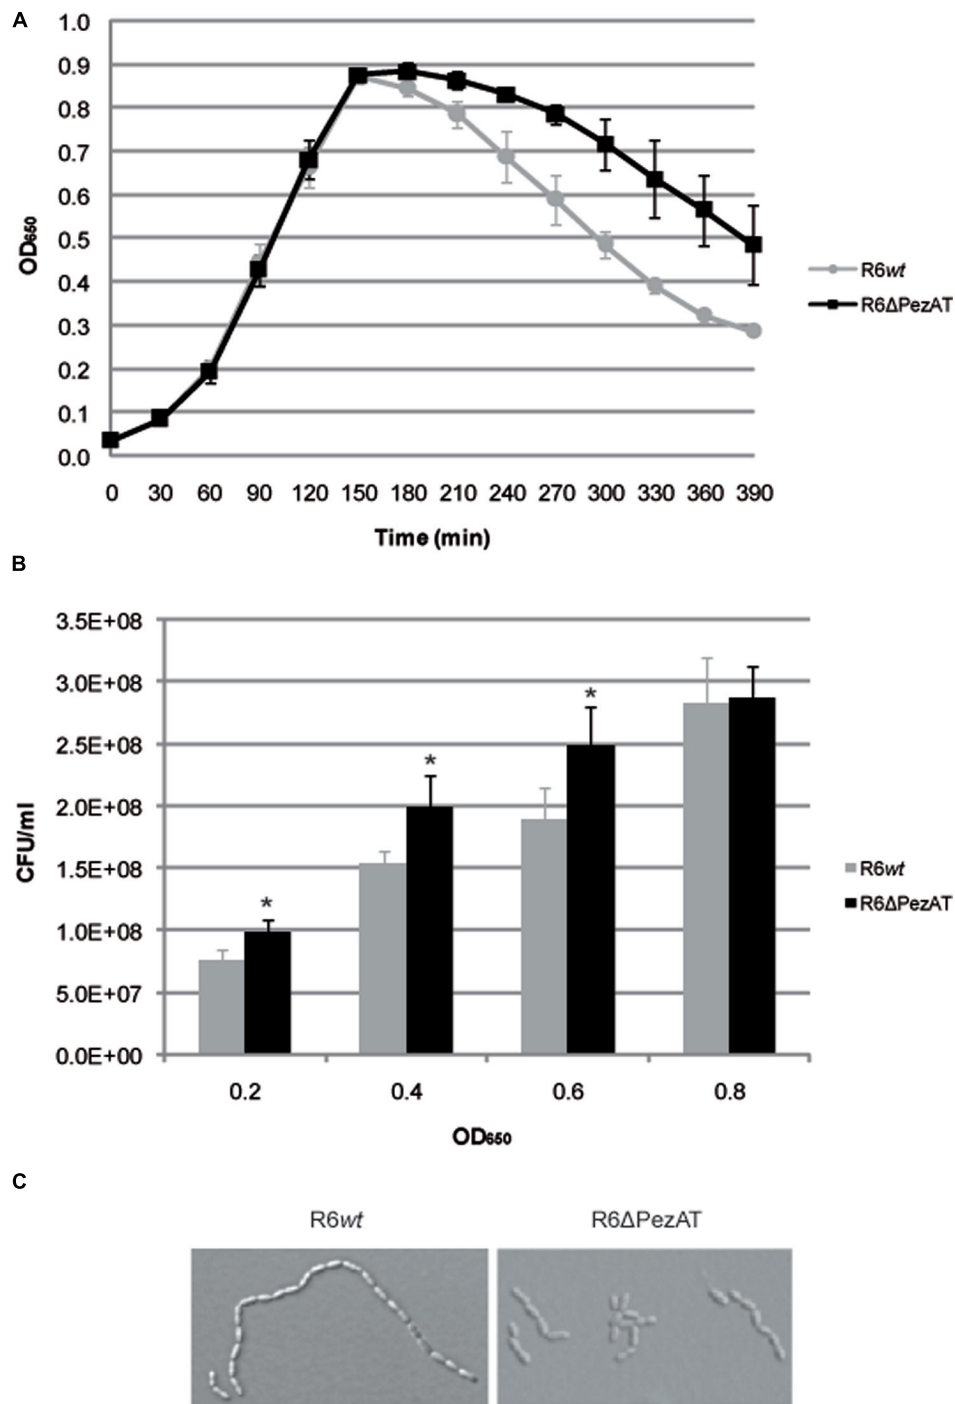 A
1.0
0.9
0.8
0.7
0.6
0.5
0.4
0.3
0.2
0.1
0.0
OD650
0 30 60 90 120 150 180 210 240 270 300 330 360 390
Time (min)
R6wt
R6ΔPezAT
B
3.5E+08
3.0E+08
2.5E+08
2.0E+08
1.5E+08
1.0E+08
5.0E+07
0.0E+00
CFU/ml
*
*
*
0.2 0.4 0.6 0.8
OD650
R6wt
R6ΔPezAT
C
R6wt R6ΔPezAT